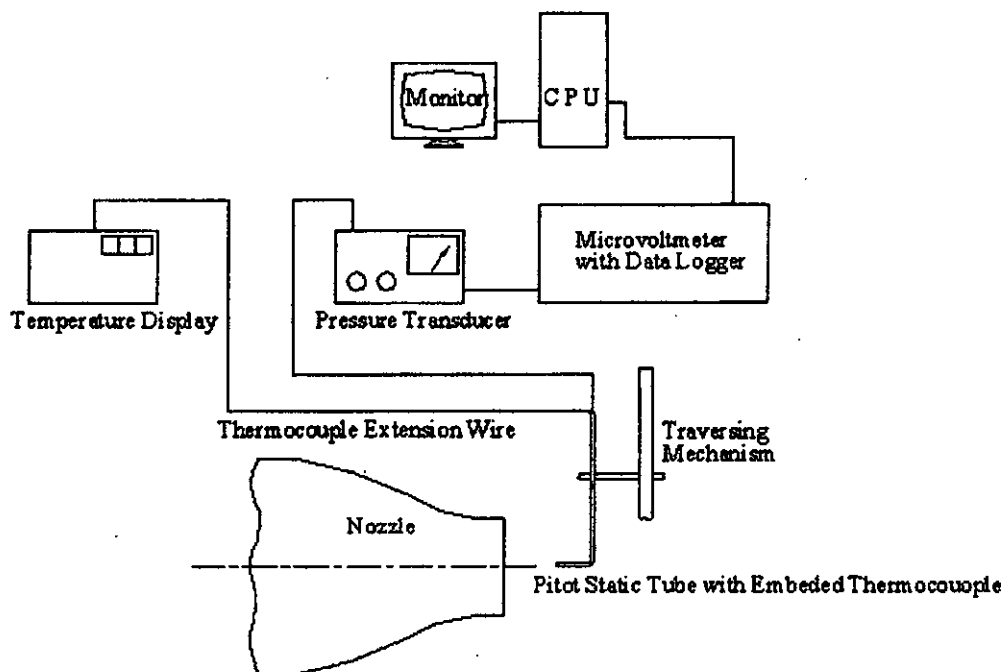 Monitor
CPU
Microvoltmeter
with Data Logger
Temperature Display
Pressure Transducer
Thermocouple Extension Wire
Traversing
Mechanism
Nozzle
Pitot Static Tube with Embeded Thermocouople